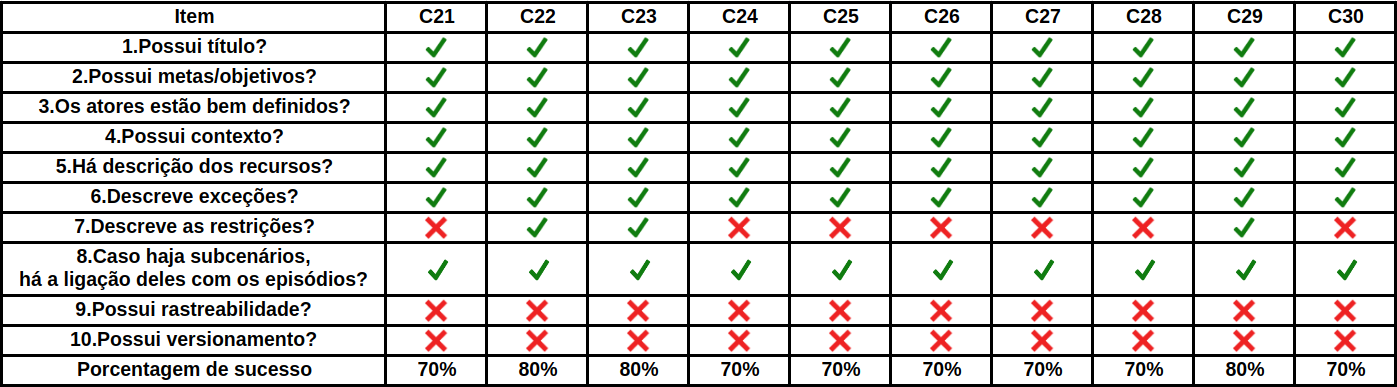 Item C21 C22 C23 C24 C25 C26 C27 C28 C29 C30
1.Possui título?
2.Possui metas/objetivos?
3.Os atores estão bem definidos?
4.Possui contexto?
5.Há descrição dos recursos?
6.Descreve exceções?
7.Descreve as restrições?
8.Caso haja subcenários,
há a ligação deles com os episódios?
9.Possui rastreabilidade?
10.Possui versionamento?
Porcentagem de sucesso 70% 80% 80% 70% 70% 70% 70% 70% 80% 70%